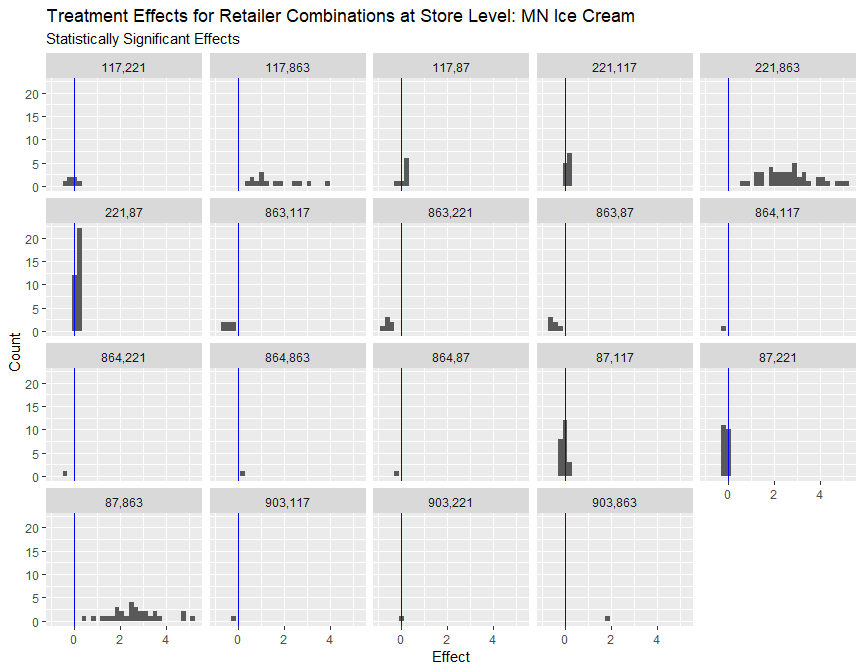 Treatment Effects for Retailer Combinations at Store Level: MN Ice Cream
Statistically Significant Effects
117,221 117,863 117,87 221,117 221,863
20
15
10
5
0
221,87 863,117 863,221 863,87 864,117
20
15
10
5
0
Count
864,221 864,863 864,87 87,117 87,221
20
15
10
5
0
0 2 4
87,863 903,117 903,221 903,863
20
15
10
5
0
0 2 4 0 2 4 0 2 4 0 2 4
Effect